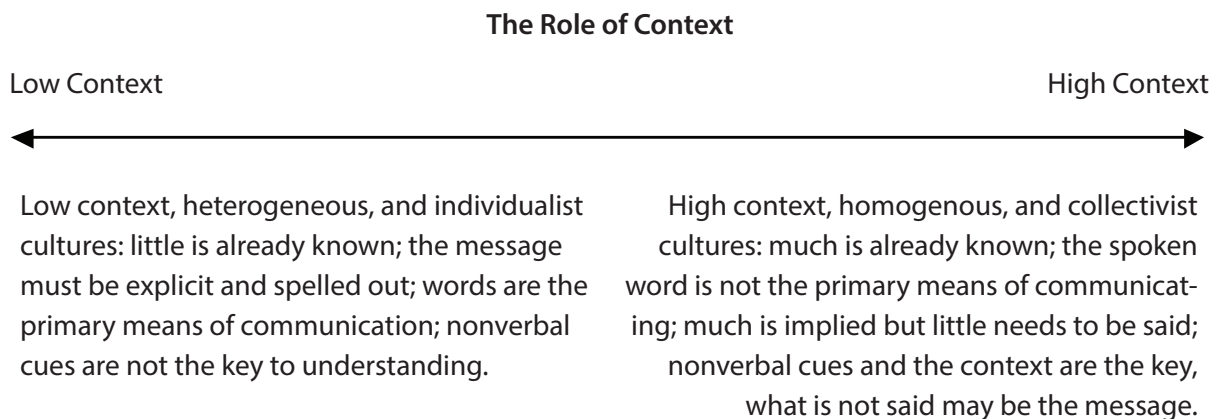 The Role of Context
Low Context
High Context
Low context, heterogeneous, and individualist
cultures: little is already known; the message
must be explicit and spelled out; words are the
primary means of communication; nonverbal
cues are not the key to understanding.
High context, homogenous, and collectivist
cultures: much is already known; the spoken
word is not the primary means of communicat-
ing; much is implied but little needs to be said;
nonverbal cues and the context are the key,
what is not said may be the message.